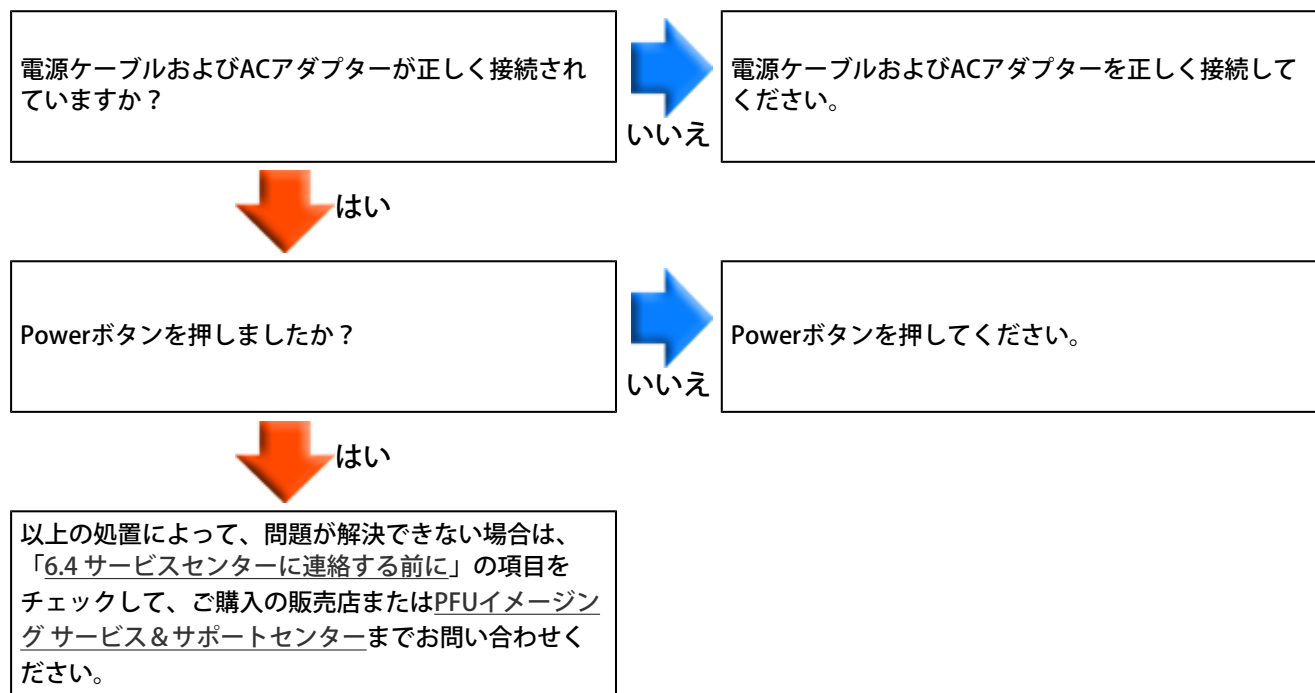 電源ケーブルおよびACアダプターが正しく接続され
ていますか？
いいえ
電源ケーブルおよびACアダプターを正しく接続して
ください。
はい
Powerボタンを押しましたか？
いいえ
Powerボタンを押してください。
はい
以上の処置によって、問題が解決できない場合は、
「6.4 サービスセンターに連絡する前に」の項目を
チェックして、ご購入の販売店またはPFUイメージン
グ サービス＆サポートセンターまでお問い合わせく
ださい。